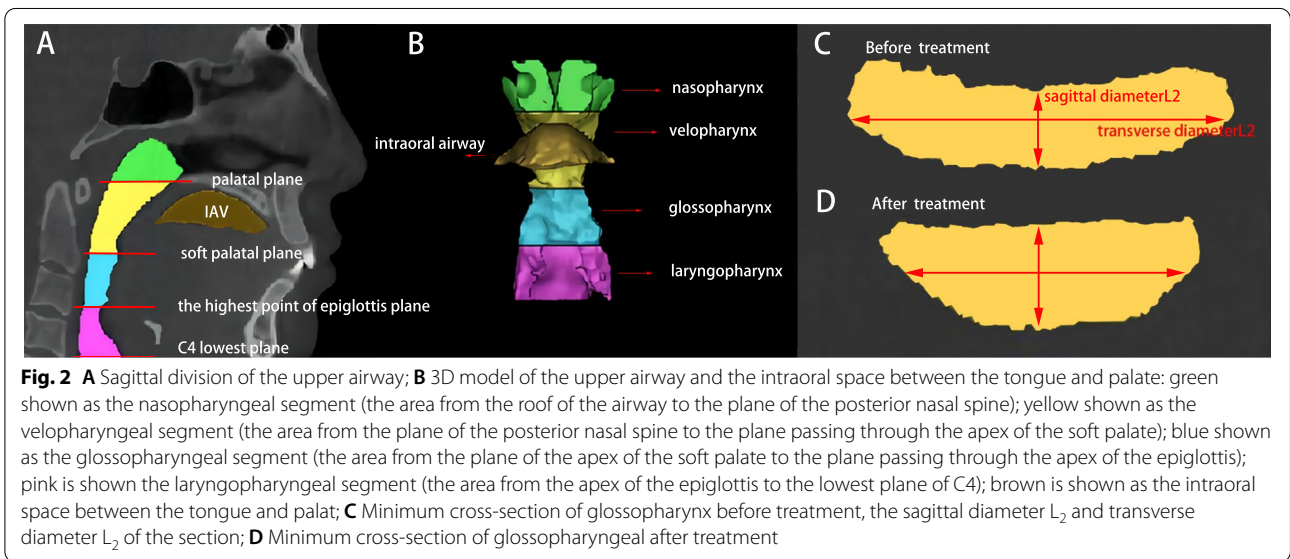 A
palatal plane
IAV
soft palatal plane
the highest point of epiglottis plane
C4 lowest plane
B
nasopharynx
velopharynx
intraoral airway
glossopharynx
laryngopharynx
C
Before treatment
sagittal diameterL2
transverse diameterL2
D
After treatment
Fig. 2 A Sagittal division of the upper airway; B 3D model of the upper airway and the intraoral space between the tongue and palate: green
shown as the nasopharyngeal segment (the area from the roof of the airway to the plane of the posterior nasal spine); yellow shown as the
velopharyngeal segment (the area from the plane of the posterior nasal spine to the plane passing through the apex of the soft palate); blue shown
as the glossopharyngeal segment (the area from the plane of the apex of the soft palate to the plane passing through the apex of the epiglottis);
pink is shown the laryngopharyngeal segment (the area from the apex of the epiglottis to the lowest plane of C4); brown is shown as the intraoral
space between the tongue and palat; C Minimum cross-section of glossopharynx before treatment, the sagittal diameter L2 and transverse
diameter L2 of the section; D Minimum cross-section of glossopharyngeal after treatment